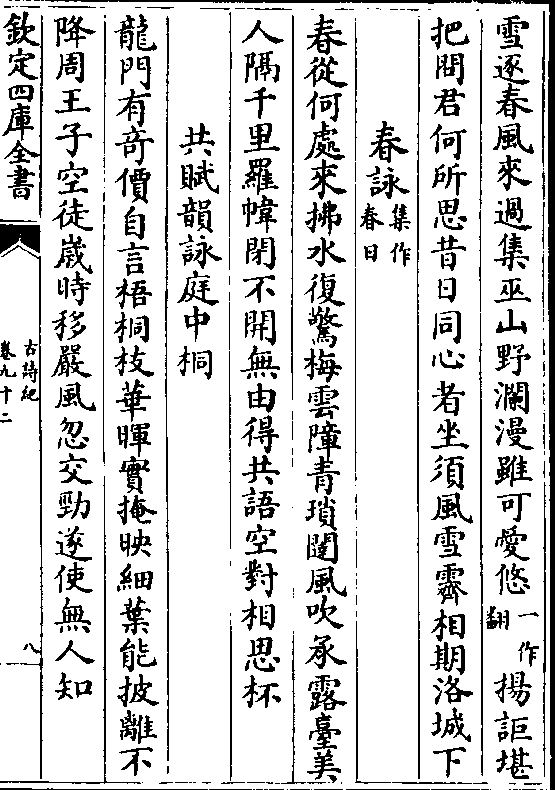 雪逐春風來過集巫山野瀾漫雖可愛悠一作翻揚詎堪
把問君何所思昔日同心者坐須風雪霽相期洛城下
春詠集作春日
春從何處來拂水復驚梅雲障青瑣闥風吹承露臺美
人隔千里羅幃閉不開無由得共語空對相思杯
共賦韻詠庭中桐
龍門有奇價自言梧桐枝華暉實掩映細葉能披離不
降周王子空徒歲時移嚴風忽交勁遂使無人知
欽定四庫全書
古詩紀
卷九十二
八